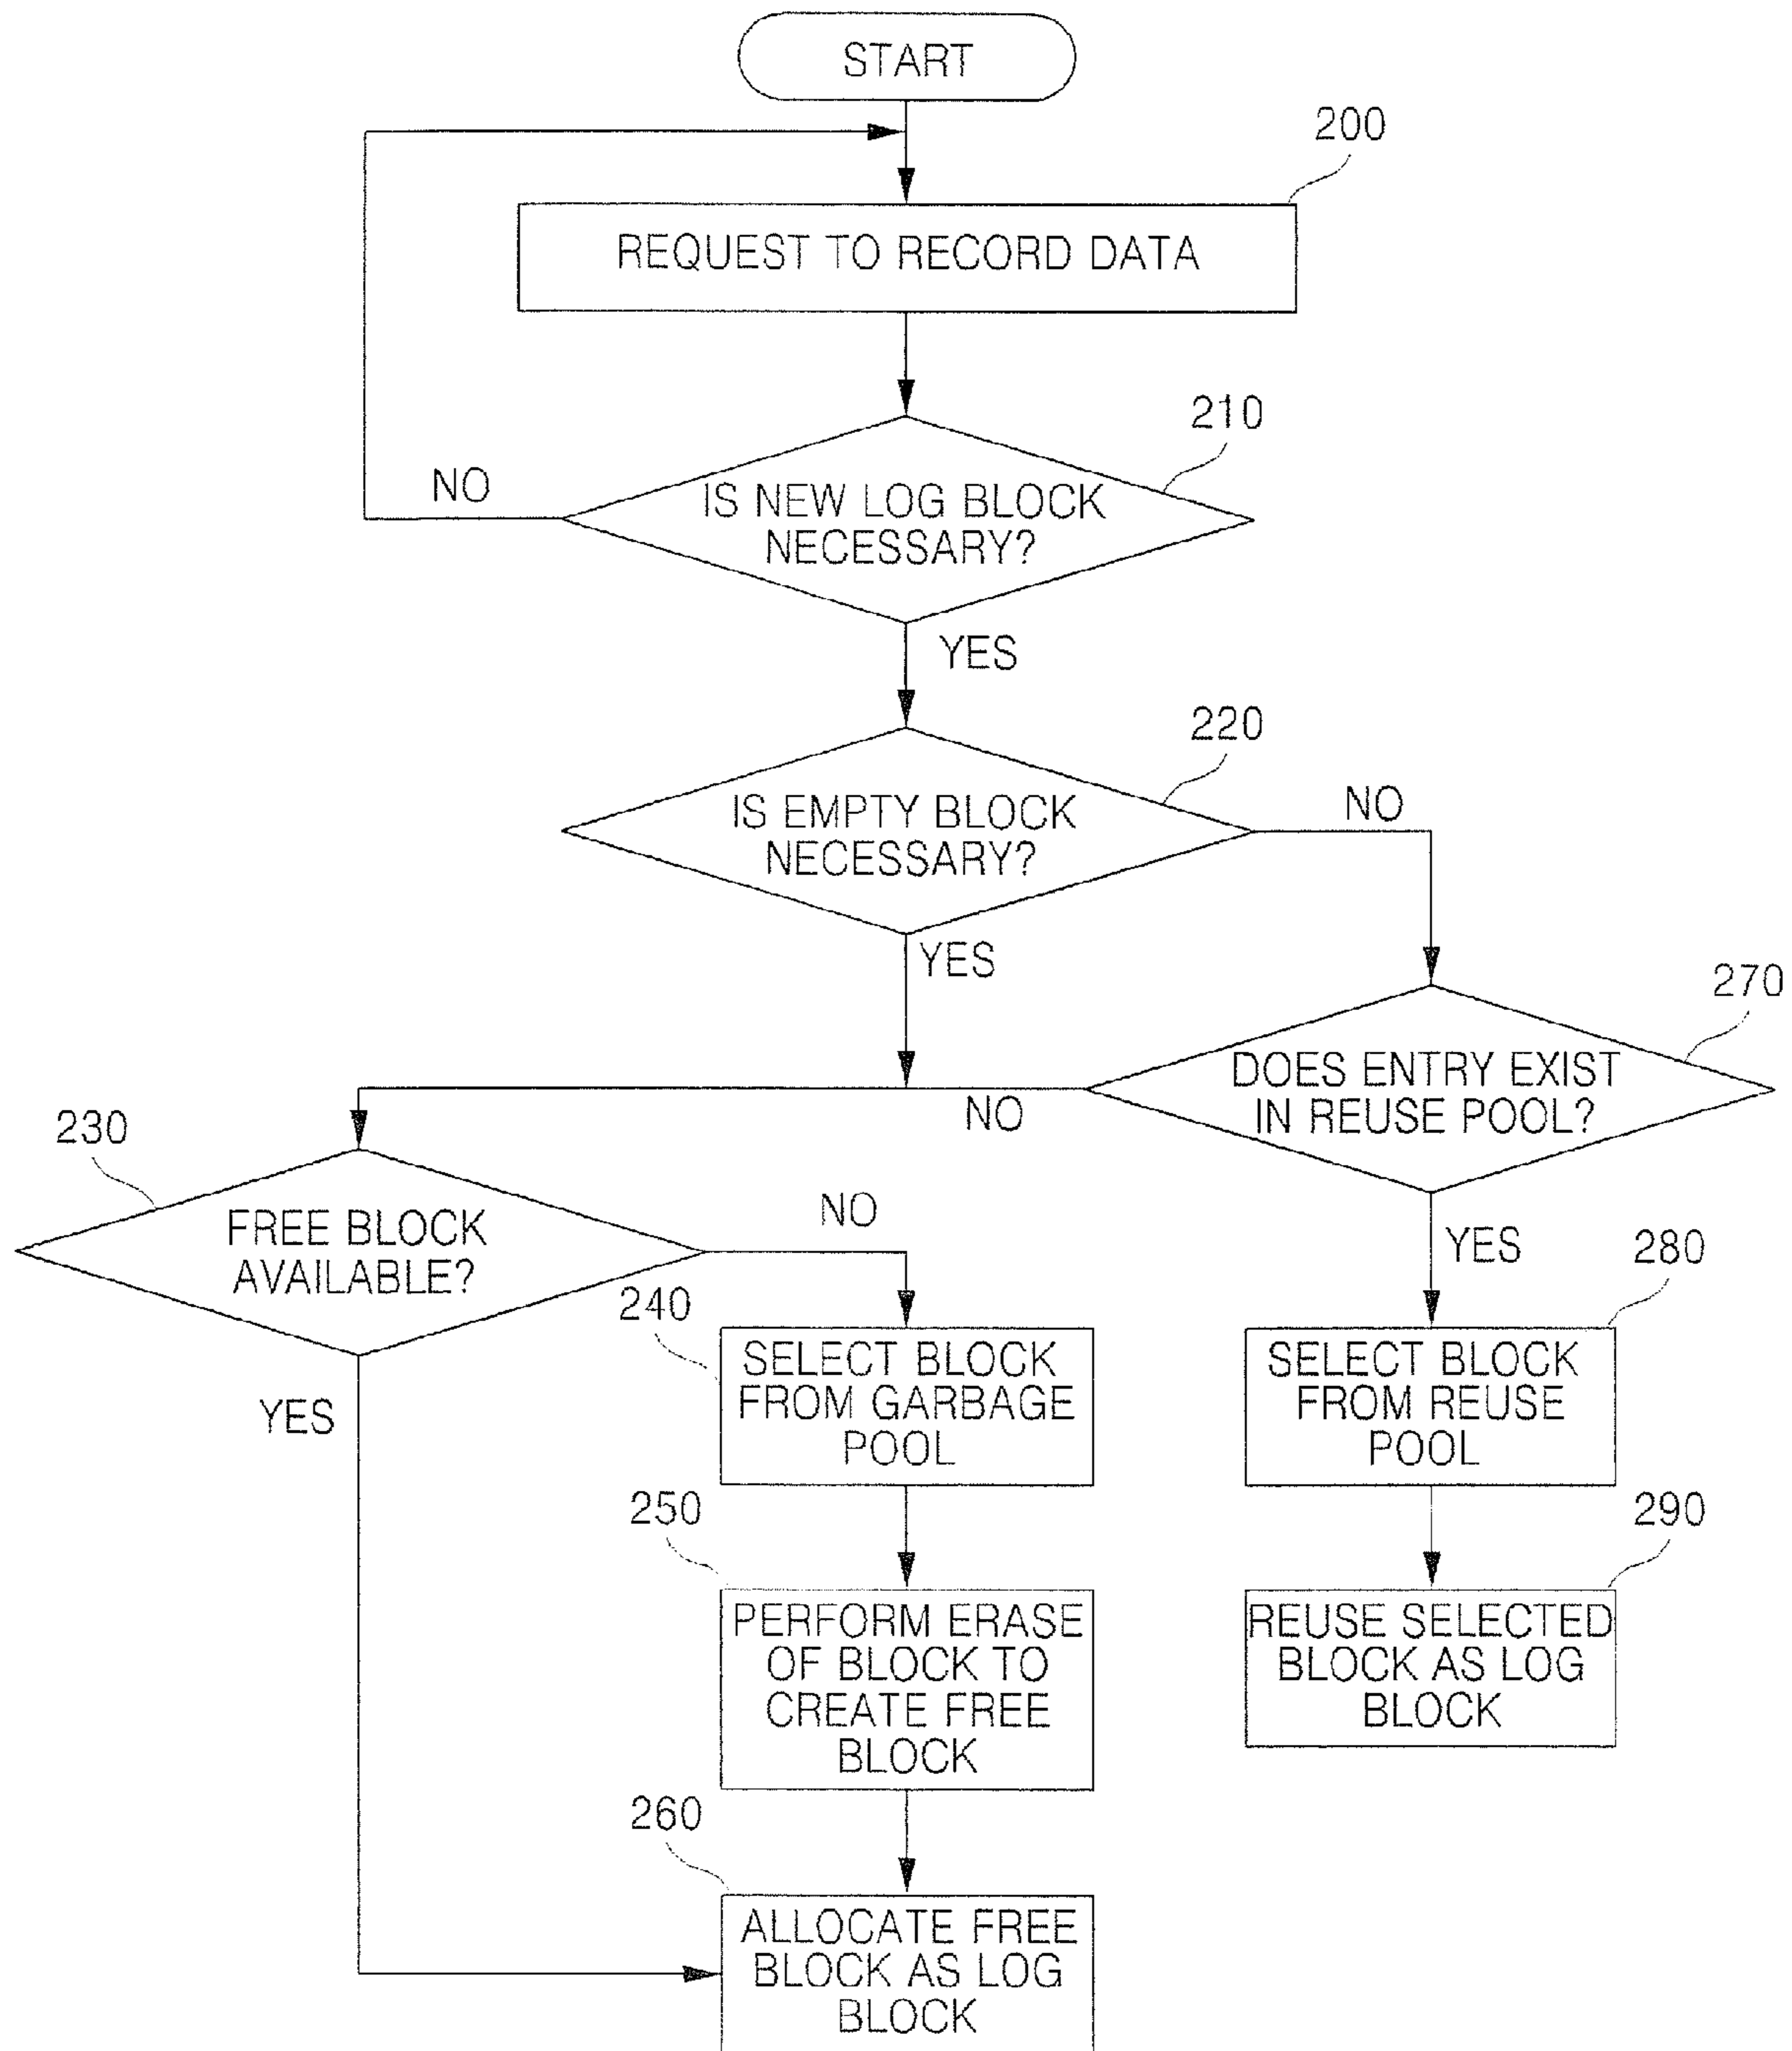 START
200
REQUEST TO RECORD DATA
210
NO
IS NEW LOG BLOCK
NECESSARY?
YES
220
IS EMPTY BLOCK
NECESSARY?
NO
YES
270
DOES ENTRY EXIST
IN REUSE POOL?
NO
230
FREE BLOCK
AVAILABLE?
NO
YES
240
SELECT BLOCK
FROM GARBAGE
POOL
280
SELECT BLOCK
FROM REUSE
POOL
YES
250
PERFORM ERASE
OF BLOCK TO
CREATE FREE
BLOCK
290
REUSE SELECTED
BLOCK AS LOG
BLOCK
260
ALLOCATE FREE
BLOCK AS LOG
BLOCK